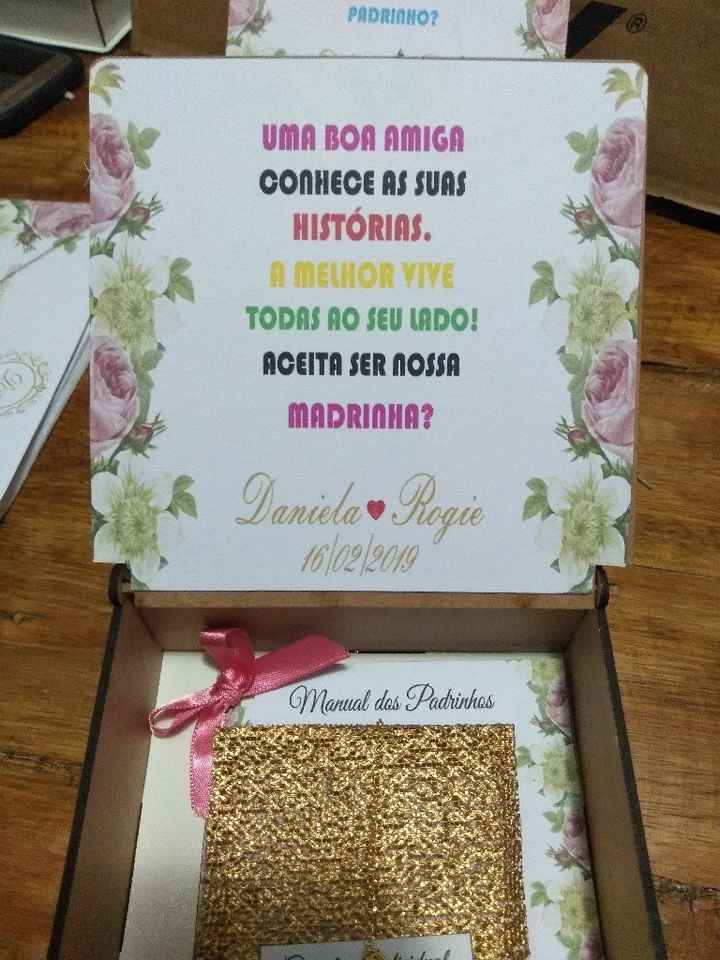 PADRINHO?
®
UMA BOA AMIGA
CONHECE AS SUAS
HISTÓRIAS.
A MELHOR VIVE
TODAS AO SEU LADO!
ACEITA SER NOSSA
MADRINHA?
Daniela Rogie
16/02/2019
Manual dos Padrinhos